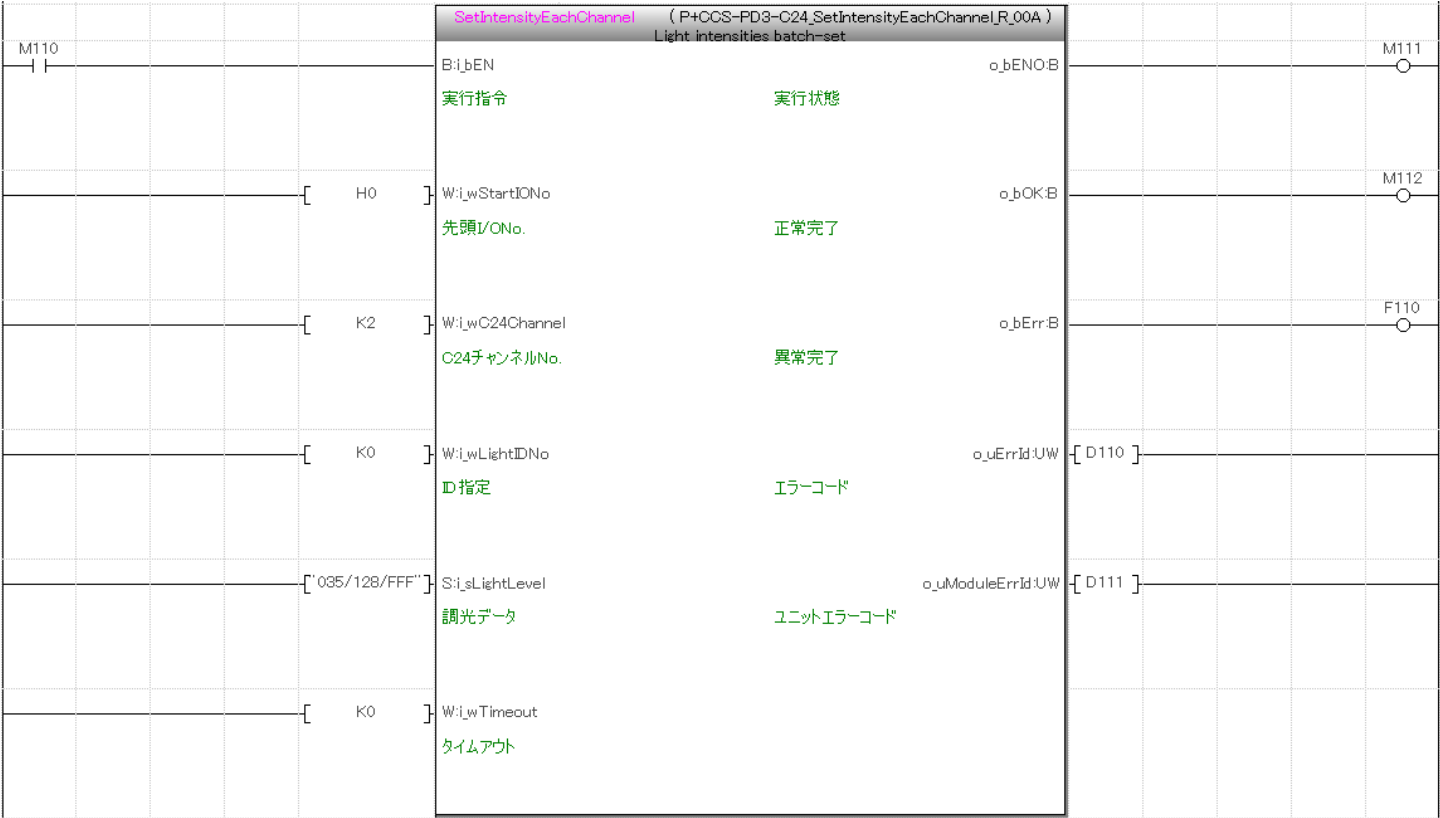 SetIntensityEachChannel (P+CCS-PD3-C24_SetIntensityEachChannel_R_00A)
Light intensities batch-set
M110
B:i_bEN
o_bENO:B
M111
実行指令
実行状態
H0
W:i_wStartIONo
o_bOK:B
M112
先頭I/ONo.
正常完了
K2
W:i_wC24Channel
o_bErr:B
F110
C24チャンネルNo.
異常完了
K0
W:i_wLightIDNo
o_uErrId:UW
D110
ID指定
エラーコード
"035/128/FFF"
S:i_sLightLevel
o_uModuleErrId:UW
D111
調光データ
ユニットエラーコード
K0
W:i_wTimeout
タイムアウト